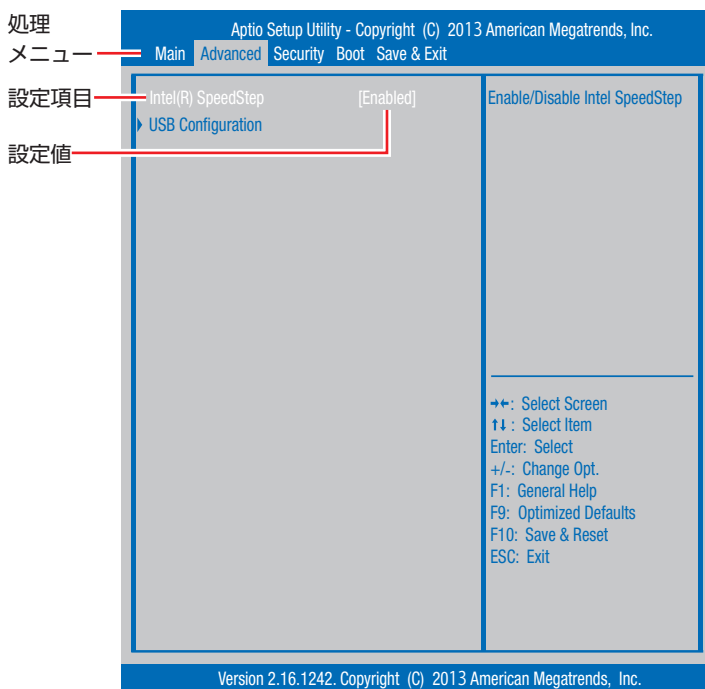 処理
メニュー
設定項目
設定値
Aptio Setup Utility - Copyright (C) 2013 American Megatrends, Inc.
Main Advanced Security Boot Save & Exit
Intel(R) SpeedStep [Enabled]
USB Configuration
Enable/Disable Intel SpeedStep
→←: Select Screen
↑↓ : Select Item
Enter: Select
+/-: Change Opt.
F1: General Help
F9: Optimized Defaults
F10: Save & Reset
ESC: Exit
Version 2.16.1242. Copyright (C) 2013 American Megatrends, Inc.